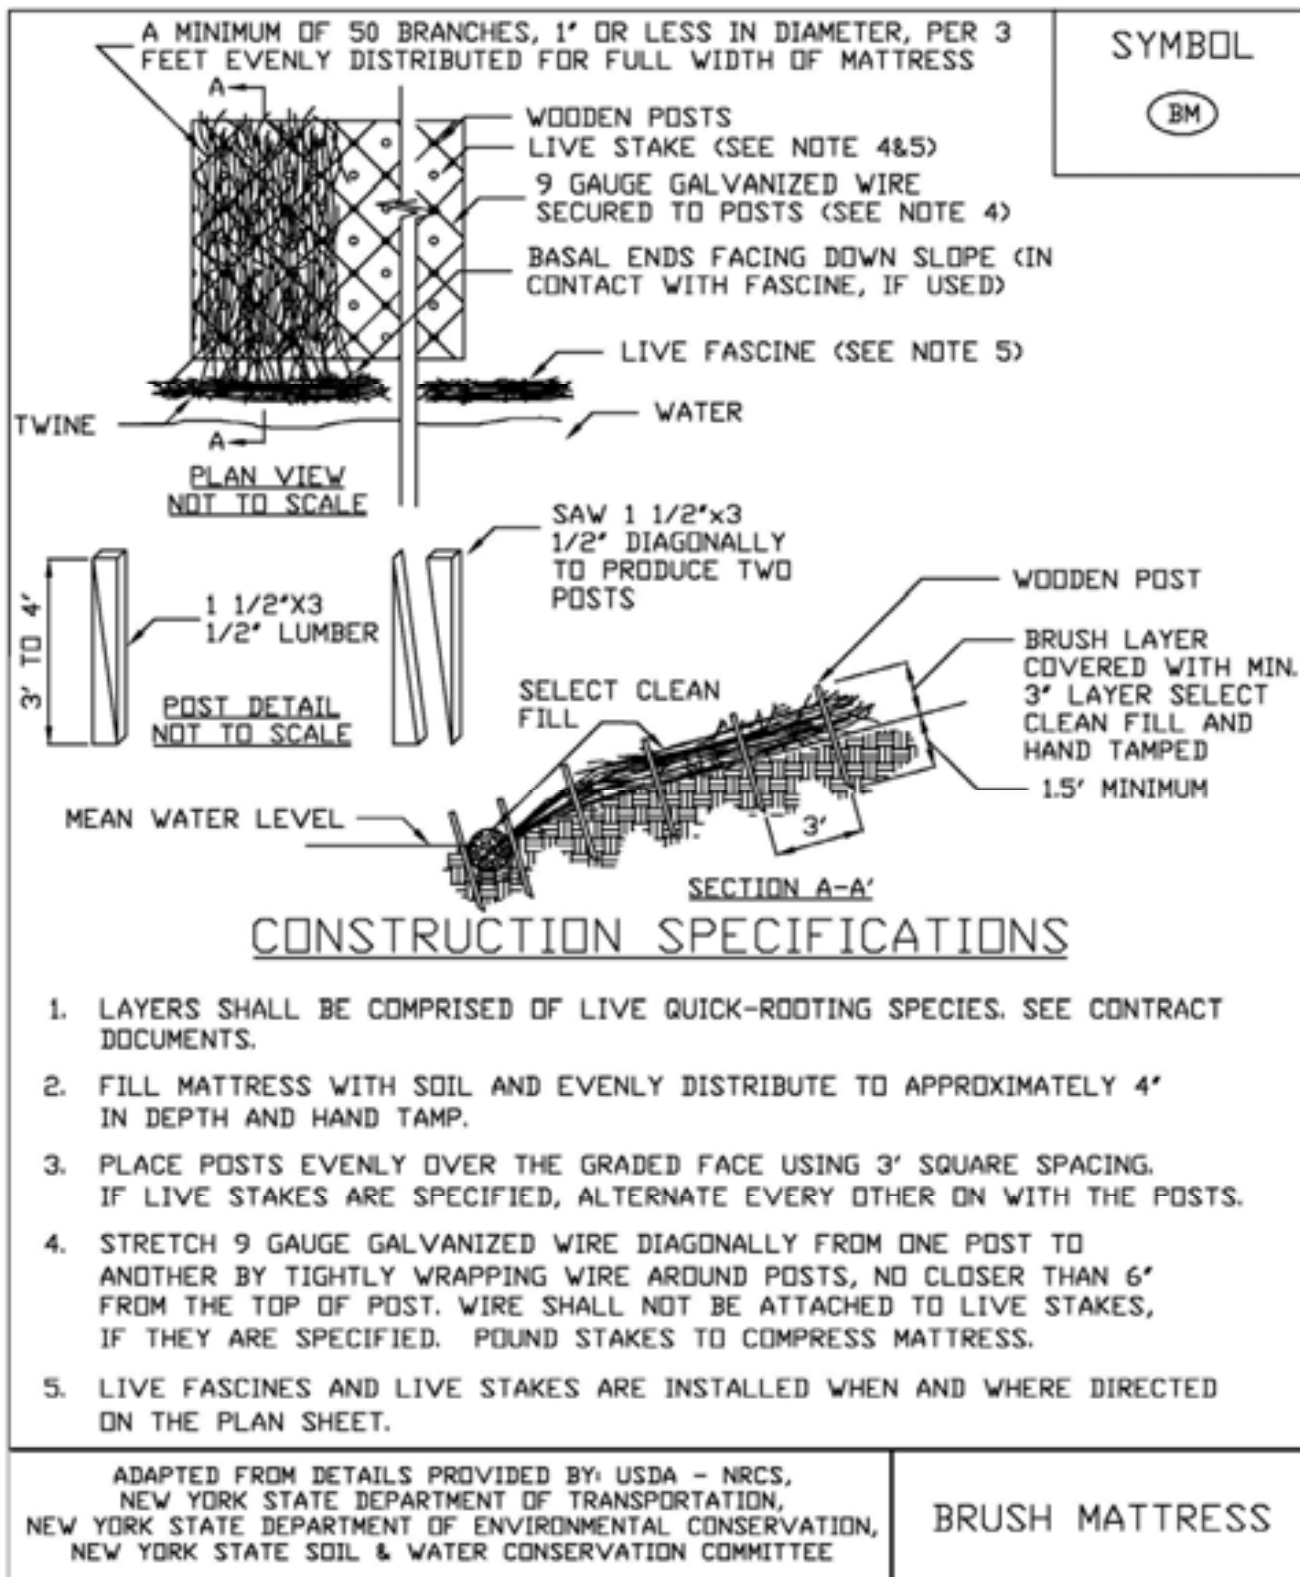 A MINIMUM OF 50 BRANCHES, 1" OR LESS IN DIAMETER, PER 3
FEET EVENLY DISTRIBUTED FOR FULL WIDTH OF MATTRESS
SYMBOL
BM
A
WOODEN POSTS
LIVE STAKE (SEE NOTE 4&5)
9 GAUGE GALVANIZED WIRE
SECURED TO POSTS (SEE NOTE 4)
BASAL ENDS FACING DOWN SLOPE (IN
CONTACT WITH FASCINE, IF USED)
LIVE FASCINE (SEE NOTE 5)
WATER
TWINE
A
PLAN VIEW
NOT TO SCALE
SAW 1 1/2"x3
1/2" DIAGONALLY
TO PRODUCE TWO
POSTS
3' TO 4'
1 1/2"X3
1/2" LUMBER
POST DETAIL
NOT TO SCALE
WOODEN POST
BRUSH LAYER
COVERED WITH MIN.
3" LAYER SELECT
CLEAN FILL AND
HAND TAMPED
SELECT CLEAN
FILL
1.5' MINIMUM
3'
MEAN WATER LEVEL
SECTION A-A'
CONSTRUCTION SPECIFICATIONS
1. LAYERS SHALL BE COMPRISED OF LIVE QUICK-ROOTING SPECIES. SEE CONTRACT
DOCUMENTS.
2. FILL MATTRESS WITH SOIL AND EVENLY DISTRIBUTE TO APPROXIMATELY 4"
IN DEPTH AND HAND TAMP.
3. PLACE POSTS EVENLY OVER THE GRADED FACE USING 3' SQUARE SPACING.
IF LIVE STAKES ARE SPECIFIED, ALTERNATE EVERY OTHER ON WITH THE POSTS.
4. STRETCH 9 GAUGE GALVANIZED WIRE DIAGONALLY FROM ONE POST TO
ANOTHER BY TIGHTLY WRAPPING WIRE AROUND POSTS, NO CLOSER THAN 6"
FROM THE TOP OF POST. WIRE SHALL NOT BE ATTACHED TO LIVE STAKES,
IF THEY ARE SPECIFIED. POUND STAKES TO COMPRESS MATTRESS.
5. LIVE FASCINES AND LIVE STAKES ARE INSTALLED WHEN AND WHERE DIRECTED
ON THE PLAN SHEET.
ADAPTED FROM DETAILS PROVIDED BY: USDA - NRCS,
NEW YORK STATE DEPARTMENT OF TRANSPORTATION,
NEW YORK STATE DEPARTMENT OF ENVIRONMENTAL CONSERVATION,
NEW YORK STATE SOIL & WATER CONSERVATION COMMITTEE
BRUSH MATTRESS